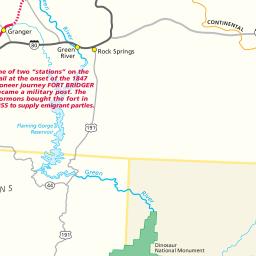 CONTINENTAL
Granger
80
Green
River
Rock Springs
ne of two "stations" on the
ail at the onset of the 1847
oneer journey FORT BRIDGER
came a military post. The
ormons bought the fort in
855 to supply emigrant parties.
Flaming Gorge
Reservoir
191
Green
River
N S
44
191
Dinosaur
National Monument